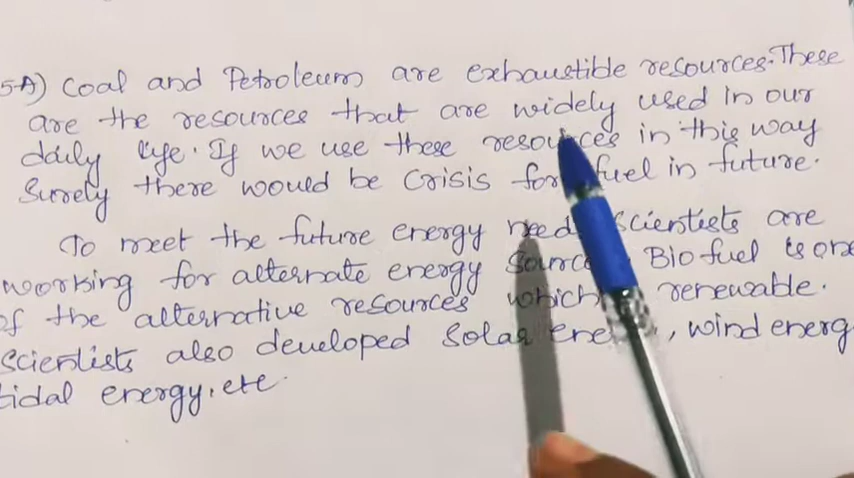 5A) Coal and Petroleum are exhaustible resources. These
are the resources that are widely used in our
daily life. If we use these resources in this way
Surely there would be Crisis for fuel in future.
To meet the future energy need scientists are
working for alternate energy Bio fuel is one
of the alternative resources which renewable.
scientists also developed Solar , wind energ
tidal energy, etc.